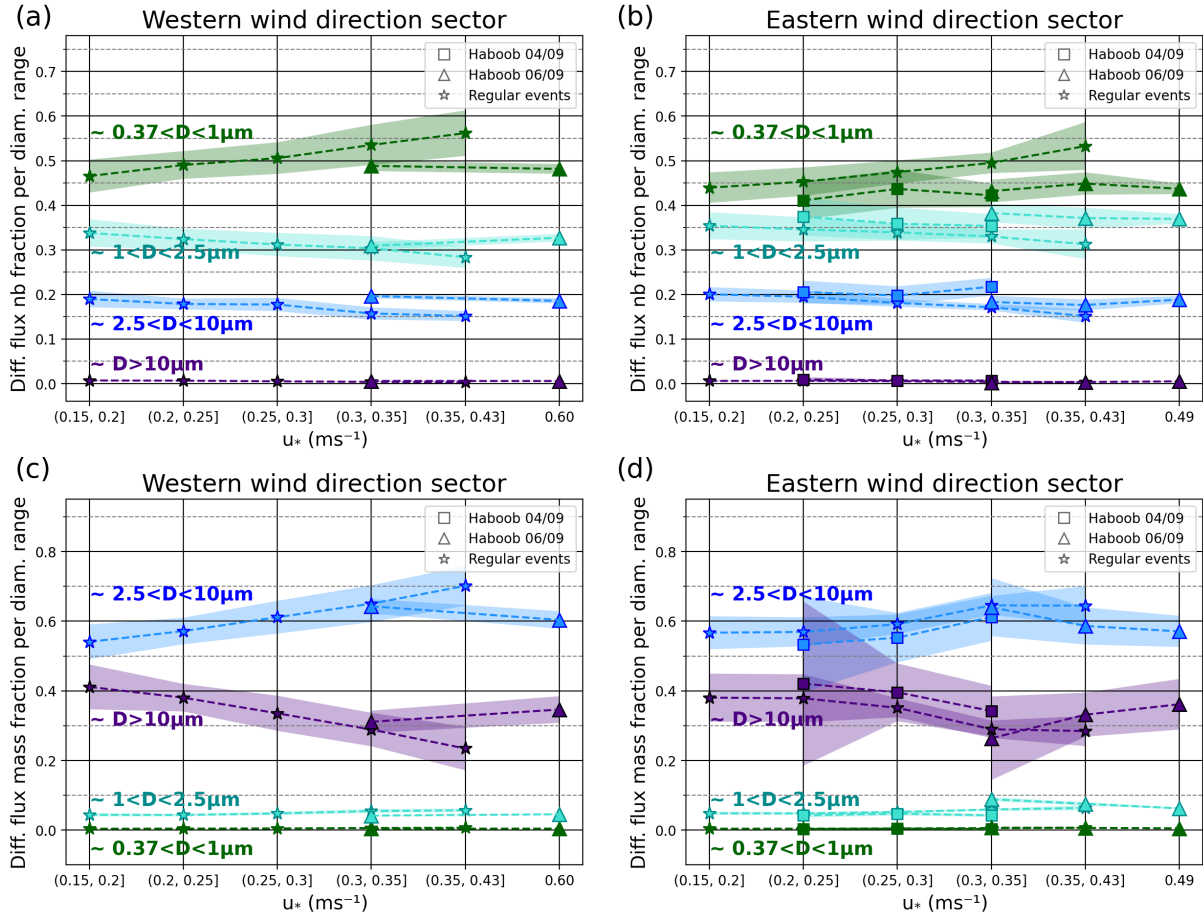 (a)
Western wind direction sector
Diff. flux nb fraction per diam. range
0.7
0.6
0.5
0.4
0.3
0.2
0.1
0.0
Haboob 04/09
Haboob 06/09
Regular events
~ 0.37<D<1μm
~ 1<D<2.5μm
~ 2.5<D<10μm
~ D>10μm
(0.15, 0.2] (0.2, 0.25] (0.25, 0.3] (0.3, 0.35] (0.35, 0.43] 0.60
u* (ms⁻¹)
(b)
Eastern wind direction sector
Diff. flux nb fraction per diam. range
0.7
0.6
0.5
0.4
0.3
0.2
0.1
0.0
Haboob 04/09
Haboob 06/09
Regular events
~ 0.37<D<1μm
~ 1<D<2.5μm
~ 2.5<D<10μm
~ D>10μm
(0.15, 0.2] (0.2, 0.25] (0.25, 0.3] (0.3, 0.35] (0.35, 0.43] 0.49
u* (ms⁻¹)
(c)
Western wind direction sector
Diff. flux mass fraction per diam. range
0.8
0.6
0.4
0.2
0.0
Haboob 04/09
Haboob 06/09
Regular events
~ 2.5<D<10μm
~ D>10μm
~ 1<D<2.5μm
~ 0.37<D<1μm
(0.15, 0.2] (0.2, 0.25] (0.25, 0.3] (0.3, 0.35] (0.35, 0.43] 0.60
u* (ms⁻¹)
(d)
Eastern wind direction sector
Diff. flux mass fraction per diam. range
0.8
0.6
0.4
0.2
0.0
Haboob 04/09
Haboob 06/09
Regular events
~ 2.5<D<10μm
~ D>10μm
~ 1<D<2.5μm
~ 0.37<D<1μm
(0.15, 0.2] (0.2, 0.25] (0.25, 0.3] (0.3, 0.35] (0.35, 0.43] 0.49
u* (ms⁻¹)